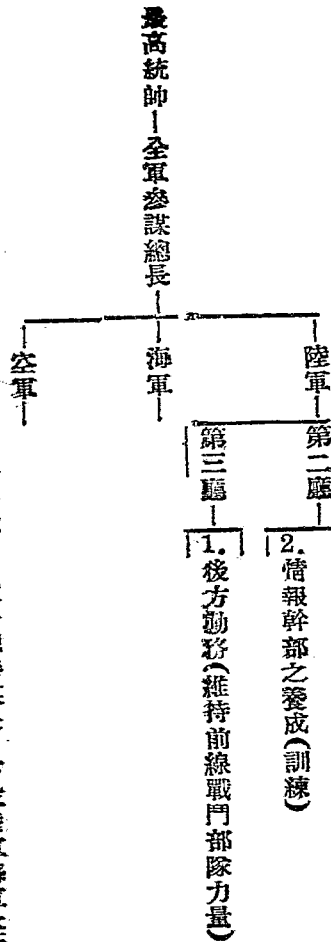 最高統帥—全軍參謀總長
陸軍
海軍
空軍
第二廳
第三廳
2.情報幹部之養成(訓練)
1.後方勤務(維持前線戰鬥部隊力量)